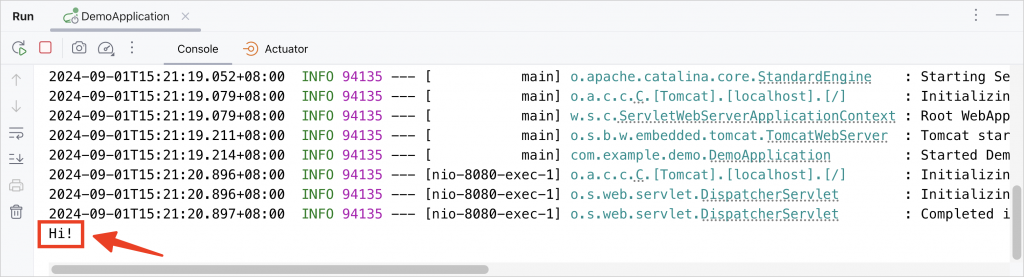 Run DemoApplication
Console Actuator
2024-09-01T15:21:19.052+08:00  INFO 94135 --- [           main] o.apache.catalina.core.StandardEngine    : Starting Se
2024-09-01T15:21:19.079+08:00  INFO 94135 --- [           main] o.a.c.c.C.[Tomcat].[localhost].[/]       : Initializin
2024-09-01T15:21:19.079+08:00  INFO 94135 --- [           main] w.s.c.ServletWebServerApplicationContext : Root WebApp
2024-09-01T15:21:19.211+08:00  INFO 94135 --- [           main] o.s.b.w.embedded.tomcat.TomcatWebServer  : Tomcat star
2024-09-01T15:21:19.214+08:00  INFO 94135 --- [           main] com.example.demo.DemoApplication         : Started Dem
2024-09-01T15:21:20.896+08:00  INFO 94135 --- [nio-8080-exec-1] o.a.c.c.C.[Tomcat].[localhost].[/]       : Initializin
2024-09-01T15:21:20.896+08:00  INFO 94135 --- [nio-8080-exec-1] o.s.web.servlet.DispatcherServlet        : Initializin
2024-09-01T15:21:20.897+08:00  INFO 94135 --- [nio-8080-exec-1] o.s.web.servlet.DispatcherServlet        : Completed i
Hi!